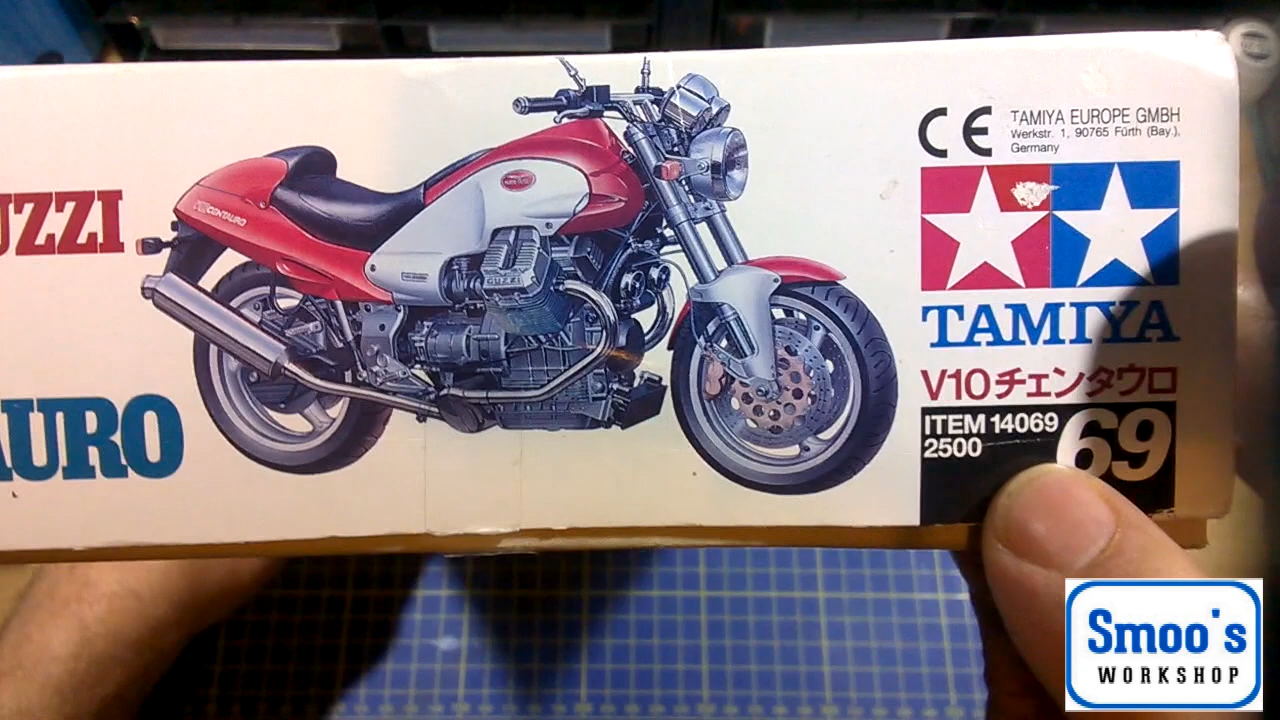 UZZI
AURO
CENTAURO
GUZZI
CE
TAMIYA EUROPE GMBH
Werkstr. 1, 90765 Fürth (Bay.),
Germany
TAMIYA
V10チェンタウロ
ITEM 14069
2500
69
Smoo's
WORKSHOP